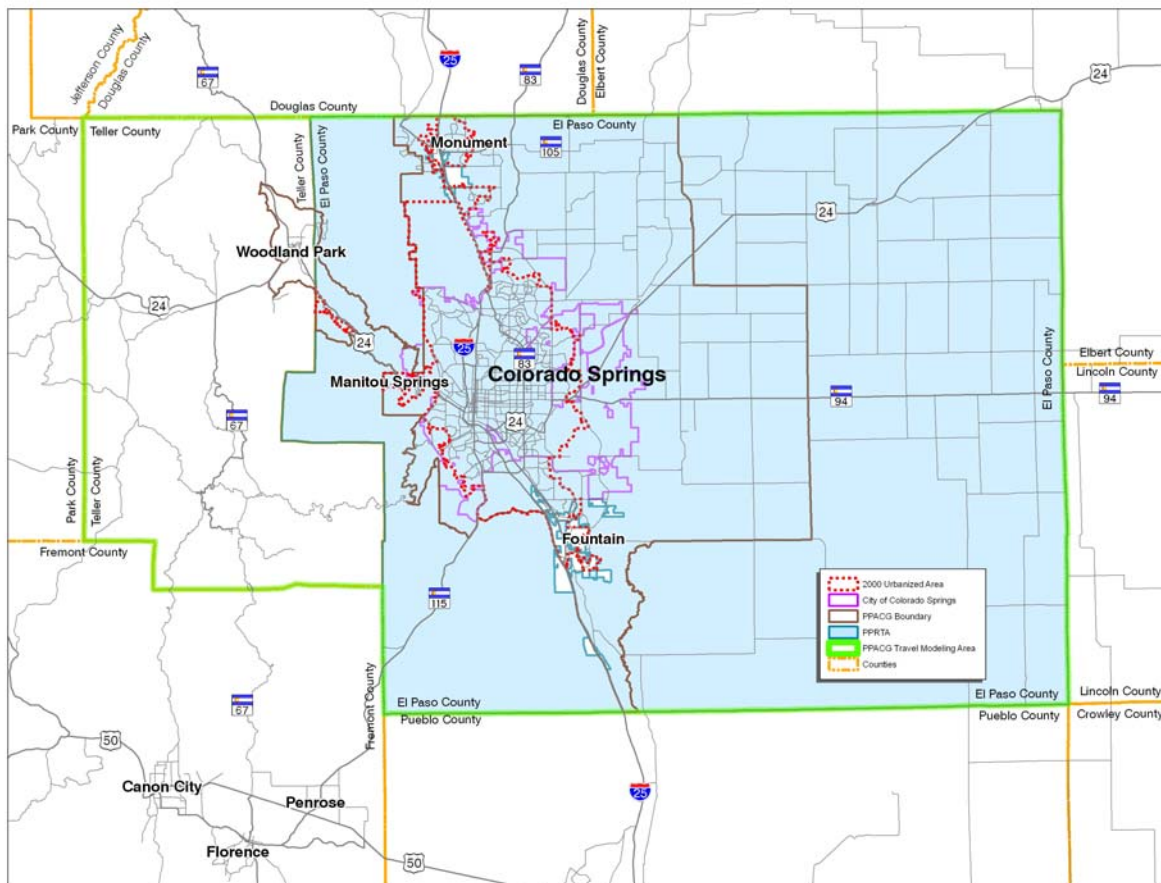 Jefferson County
Douglas County
67
25
83
Douglas County
Elbert County
24
Park County
Teller County
Douglas County
El Paso County
Monument
105
Teller County
El Paso County
24
Woodland Park
24
24
25
83
Manitou Springs
Colorado Springs
El Paso County
Elbert County
Lincoln County
94
94
67
24
Park County
Teller County
Fremont County
Fountain
115
2000 Urbanized Area
City of Colorado Springs
PPACG Boundary
PPRTA
PPACG Travel Modeling Area
Counties
67
Fremont County
El Paso County
Pueblo County
El Paso County
Pueblo County
Lincoln County
Crowley County
50
25
Canon City
Penrose
Florence
50